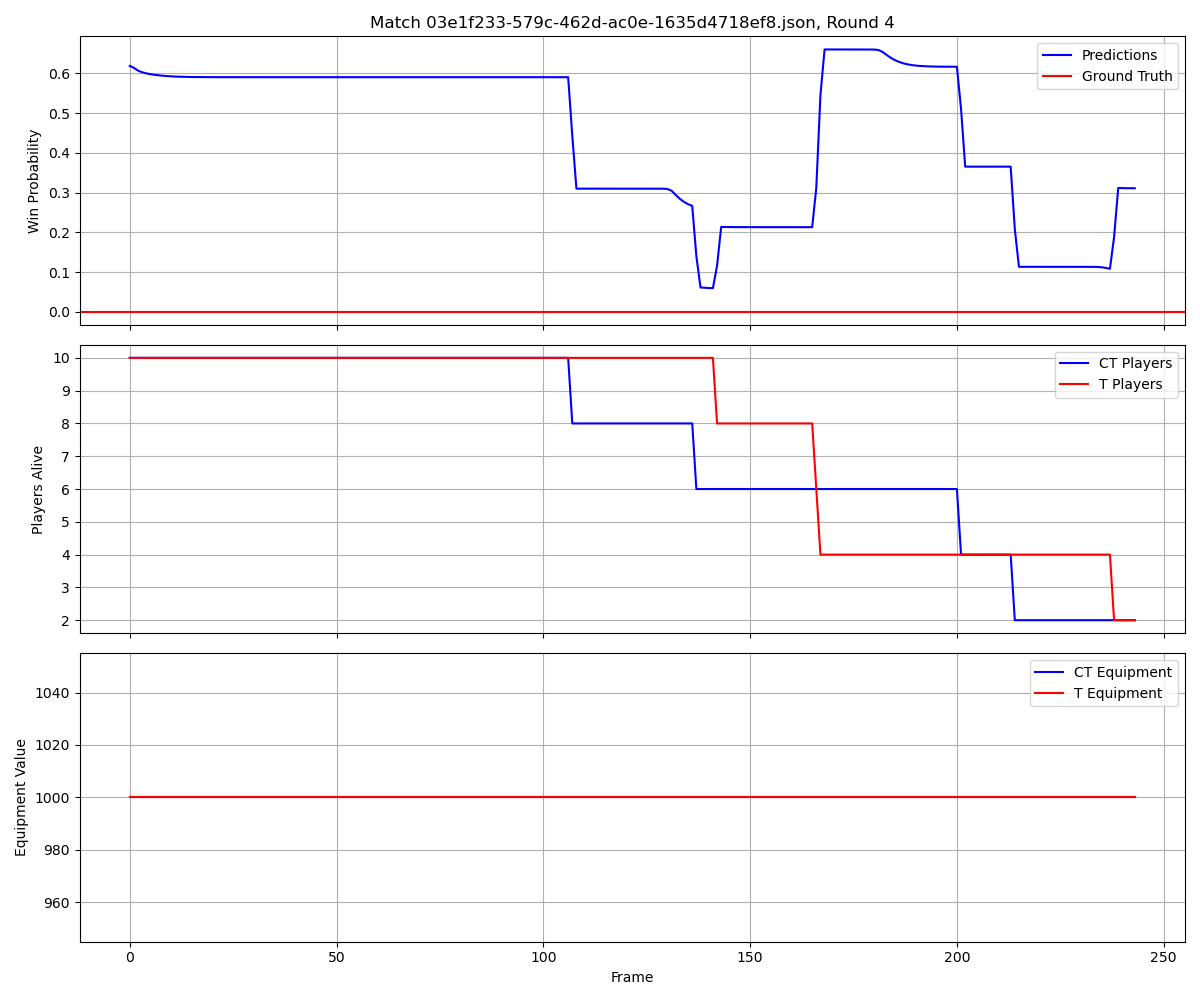 Match 03e1f233-579c-462d-ac0e-1635d4718ef8.json, Round 4
Win Probability
0.6
0.5
0.4
0.3
0.2
0.1
0.0
Predictions
Ground Truth
Players Alive
10
9
8
7
6
5
4
3
2
CT Players
T Players
Equipment Value
1040
1020
1000
980
960
CT Equipment
T Equipment
0
50
100
150
200
250
Frame